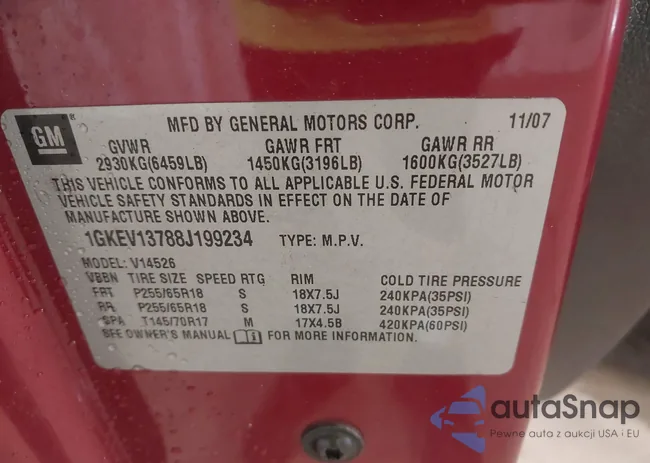 GM
MFD BY GENERAL MOTORS CORP. 11/07
GVWR GAWR FRT GAWR RR
2930KG(6459LB) 1450KG(3196LB) 1600KG(3527LB)
THIS VEHICLE CONFORMS TO ALL APPLICABLE U.S. FEDERAL MOTOR
VEHICLE SAFETY STANDARDS IN EFFECT ON THE DATE OF
MANUFACTURE SHOWN ABOVE.
1GKEV13788J199234 TYPE: M.P.V.
MODEL: V14526
VBBN TIRE SIZE SPEED RTG RIM COLD TIRE PRESSURE
FRT P255/65R18 S 18X7.5J 240KPA(35PSI)
RR P255/65R18 S 18X7.5J 240KPA(35PSI)
SPA T145/70R17 M 17X4.5B 420KPA(60PSI)
SEE OWNER'S MANUAL FOR MORE INFORMATION.
autaSnap
Pewne auta z aukcji USA i EU